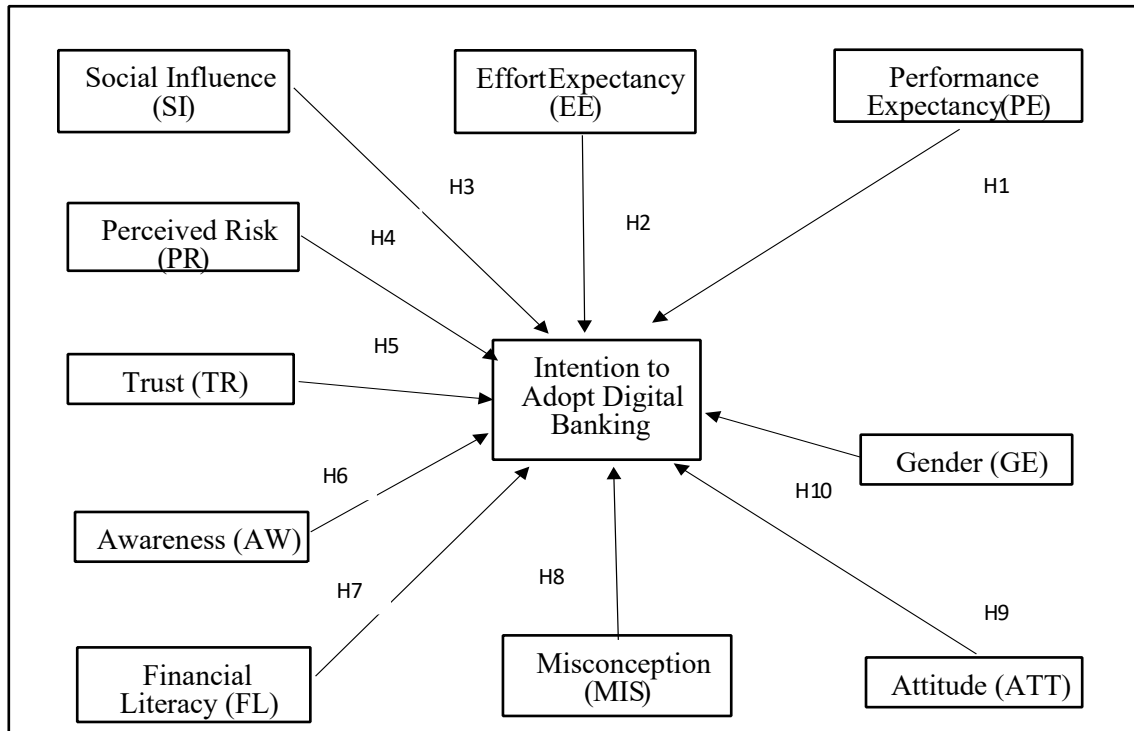 Social Influence
(SI)
Effort Expectancy
(EE)
Performance
Expectancy(PE)
H3
H2
H1
Perceived Risk
(PR)
H4
H5
Trust (TR)
Intention to
Adopt Digital
Banking
Gender (GE)
H6
H10
Awareness (AW)
H7
H8
H9
Financial
Literacy (FL)
Misconception
(MIS)
Attitude (ATT)